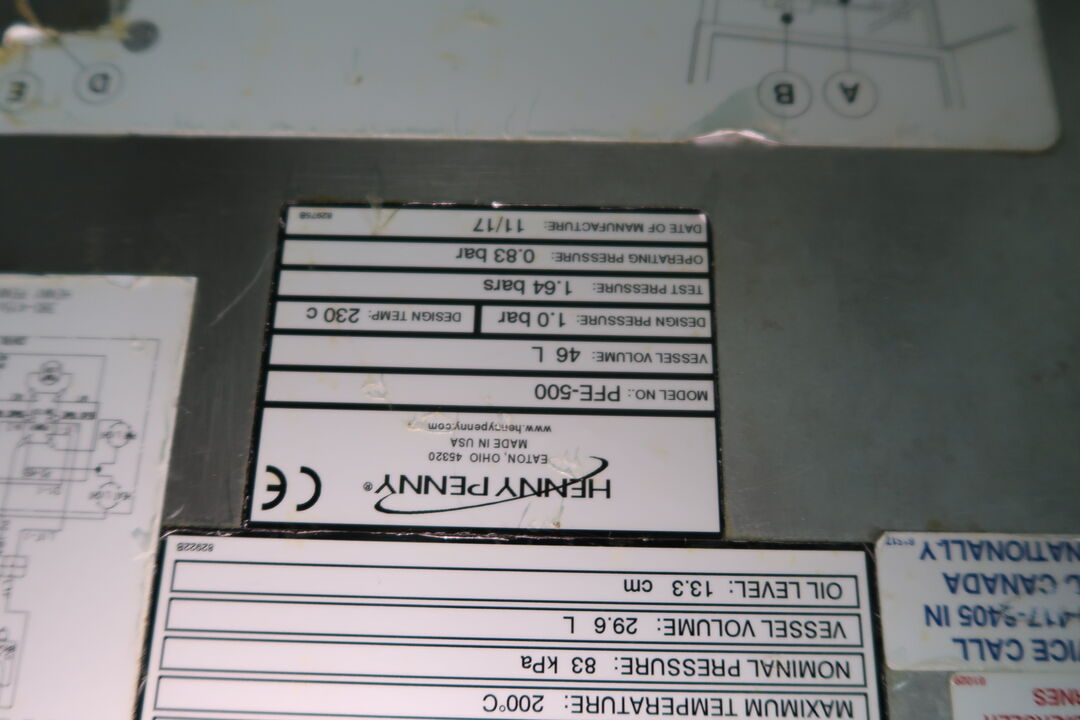 HENNY PENNY®
EATON, OHIO 45320
MADE IN USA
www.hennypenny.com
CE
MODEL NO.: PFE-500
VESSEL VOLUME: 46 L
DESIGN PRESSURE: 1.0 bar DESIGN TEMP: 230 C
TEST PRESSURE: 1.64 bars
OPERATING PRESSURE: 0.83 bar
DATE OF MANUFACTURE: 11/17
82975B
MAXIMUM TEMPERATURE: 200°C
NOMINAL PRESSURE: 83 kPa
VESSEL VOLUME: 29.6 L
OIL LEVEL: 13.3 cm
82922B
CALL
IN
CANADA
A
B
D
E